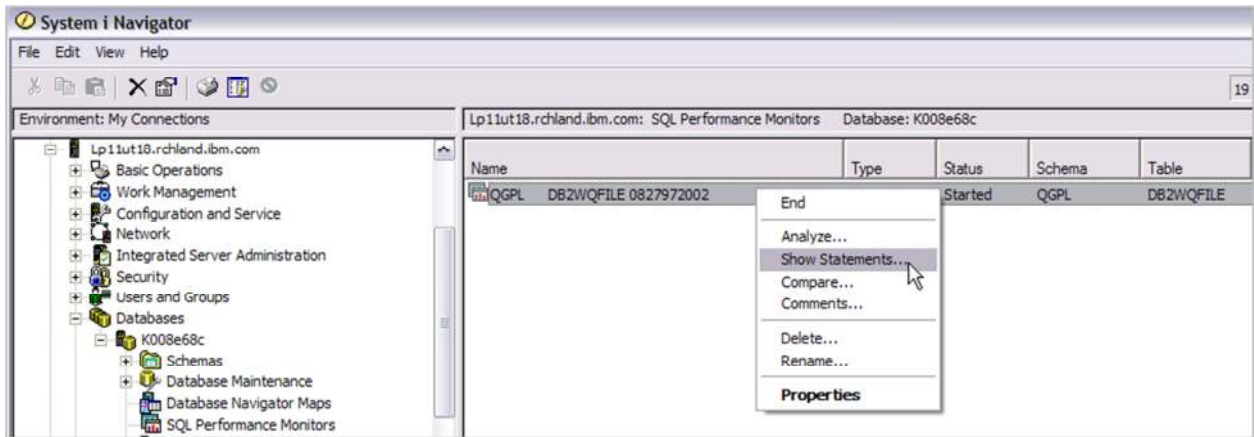 System i Navigator
File Edit View Help
19
Environment: My Connections
Lp11ut18.rchland.ibm.com: SQL Performance Monitors Database: K008e68c
Lp11ut18.rchland.ibm.com
Basic Operations
Work Management
Configuration and Service
Network
Integrated Server Administration
Security
Users and Groups
Databases
K008e68c
Schemas
Database Maintenance
Database Navigator Maps
SQL Performance Monitors
Name Type Status Schema Table
QGPL DB2WQFILE 0827972002 Started QGPL DB2WQFILE
End
Analyze...
Show Statements...
Compare...
Comments...
Delete...
Rename...
Properties